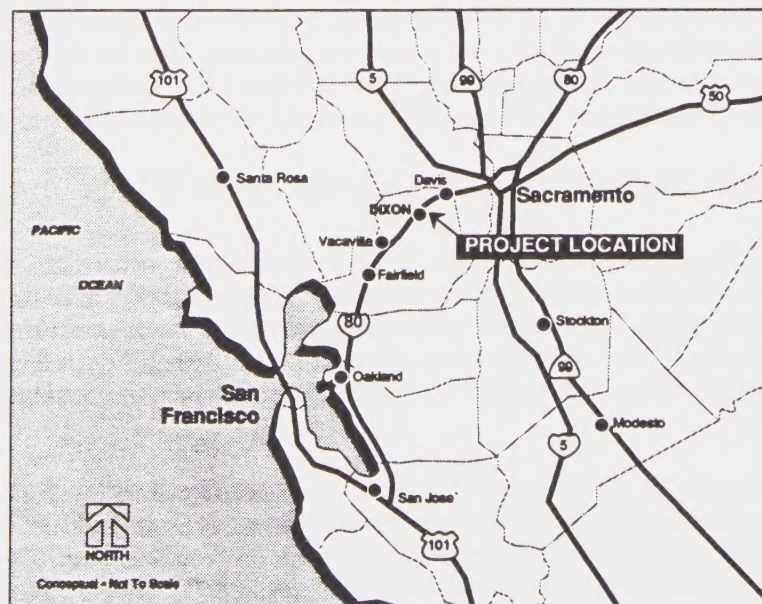 101
5
99
80
50
Santa Rosa
Davis
DIXON
Sacramento
PACIFIC
OCEAN
Vacaville
PROJECT LOCATION
Fairfield
80
Stockton
Oakland
99
San
Francisco
Modesto
5
San Jose
NORTH
101
Conceptual • Not To Scale